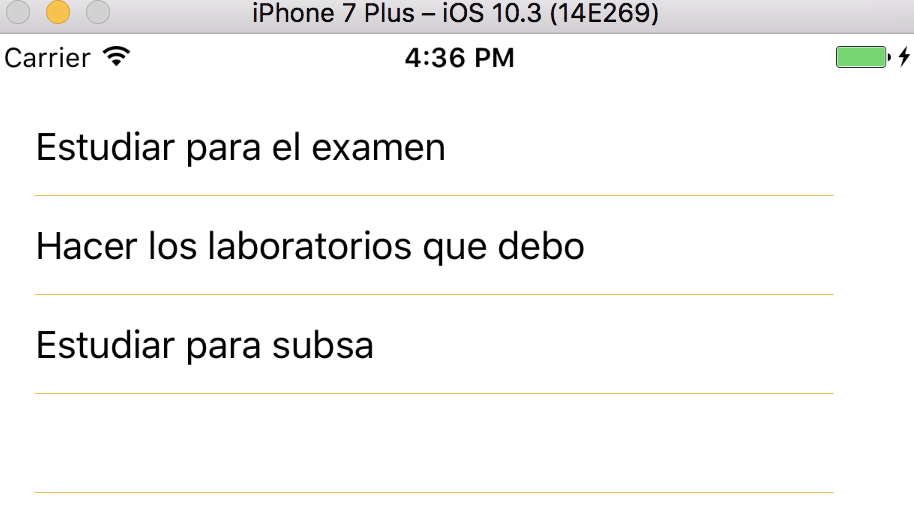 iPhone 7 Plus – iOS 10.3 (14E269)
Carrier 4:36 PM
Estudiar para el examen
Hacer los laboratorios que debo
Estudiar para subsa